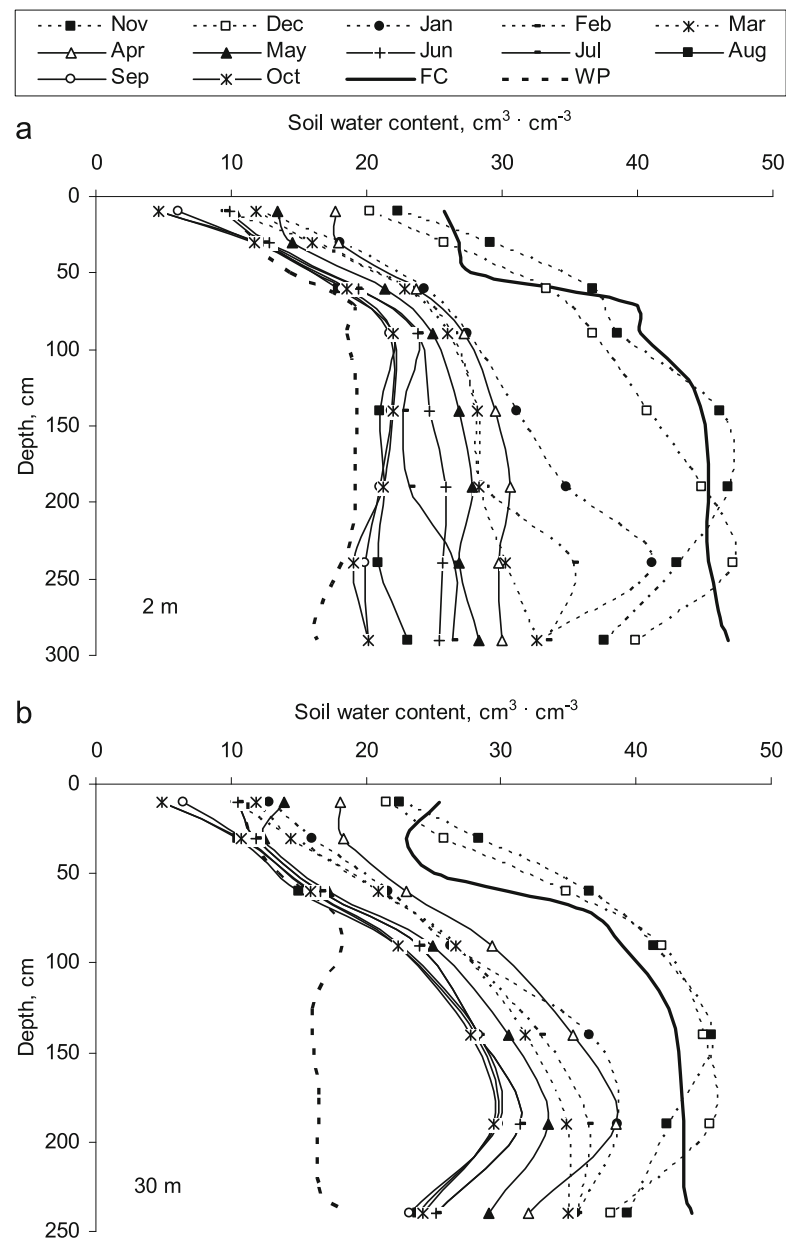 Nov Dec Jan Feb Mar
Apr May Jun Jul Aug
Sep Oct FC WP
a
Soil water content, cm³ · cm⁻³
0 10 20 30 40 50
0
50
100
150
200
250
300
Depth, cm
2 m
b
Soil water content, cm³ · cm⁻³
0 10 20 30 40 50
0
50
100
150
200
250
Depth, cm
30 m